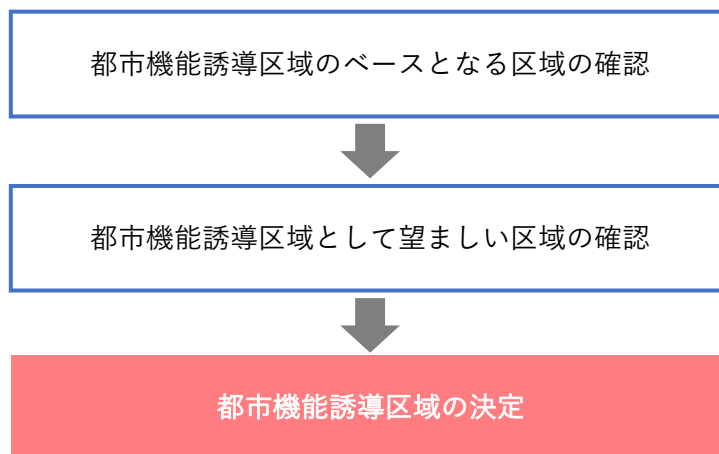 都市機能誘導区域のベースとなる区域の確認
都市機能誘導区域として望ましい区域の確認
都市機能誘導区域の決定